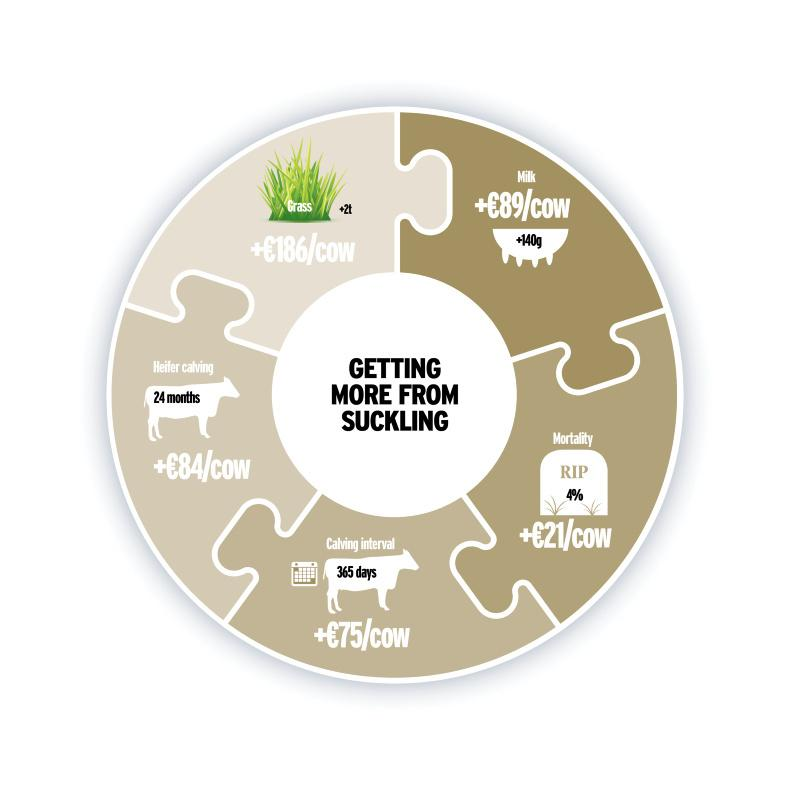 GETTING
MORE FROM
SUCKLING
Milk
+€89/cow
+140g
Mortality
RIP
4%
+€21/cow
Calving interval
365 days
+€75/cow
Heifer calving
24 months
+€84/cow
Grass
+2t
+€186/cow